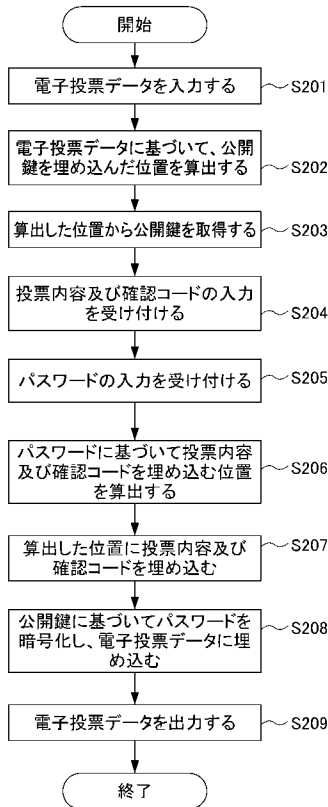 開始
電子投票データを入力する
S201
電子投票データに基づいて、公開
鍵を埋め込んだ位置を算出する
S202
算出した位置から公開鍵を取得する
S203
投票内容及び確認コードの入力
を受け付ける
S204
パスワードの入力を受け付ける
S205
パスワードに基づいて投票内容
及び確認コードを埋め込む位置
を算出する
S206
算出した位置に投票内容及び
確認コードを埋め込む
S207
公開鍵に基づいてパスワードを
暗号化し、電子投票データに埋
め込む
S208
電子投票データを出力する
S209
終了